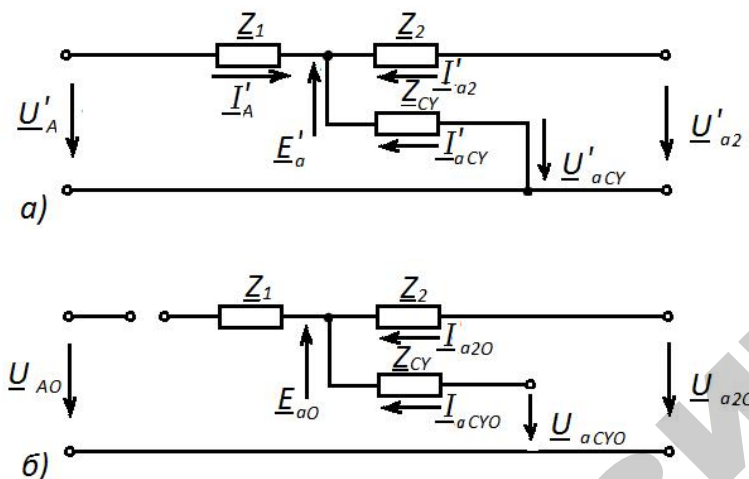 Z1 Z2
I'A I'a2
ZCY
U'A E'a I'aCY U'a2
U'aCY
а)
Z1 Z2
Ia2O
ZCY
UAO EaO IaCYO Ua2O
UaCYO
б)